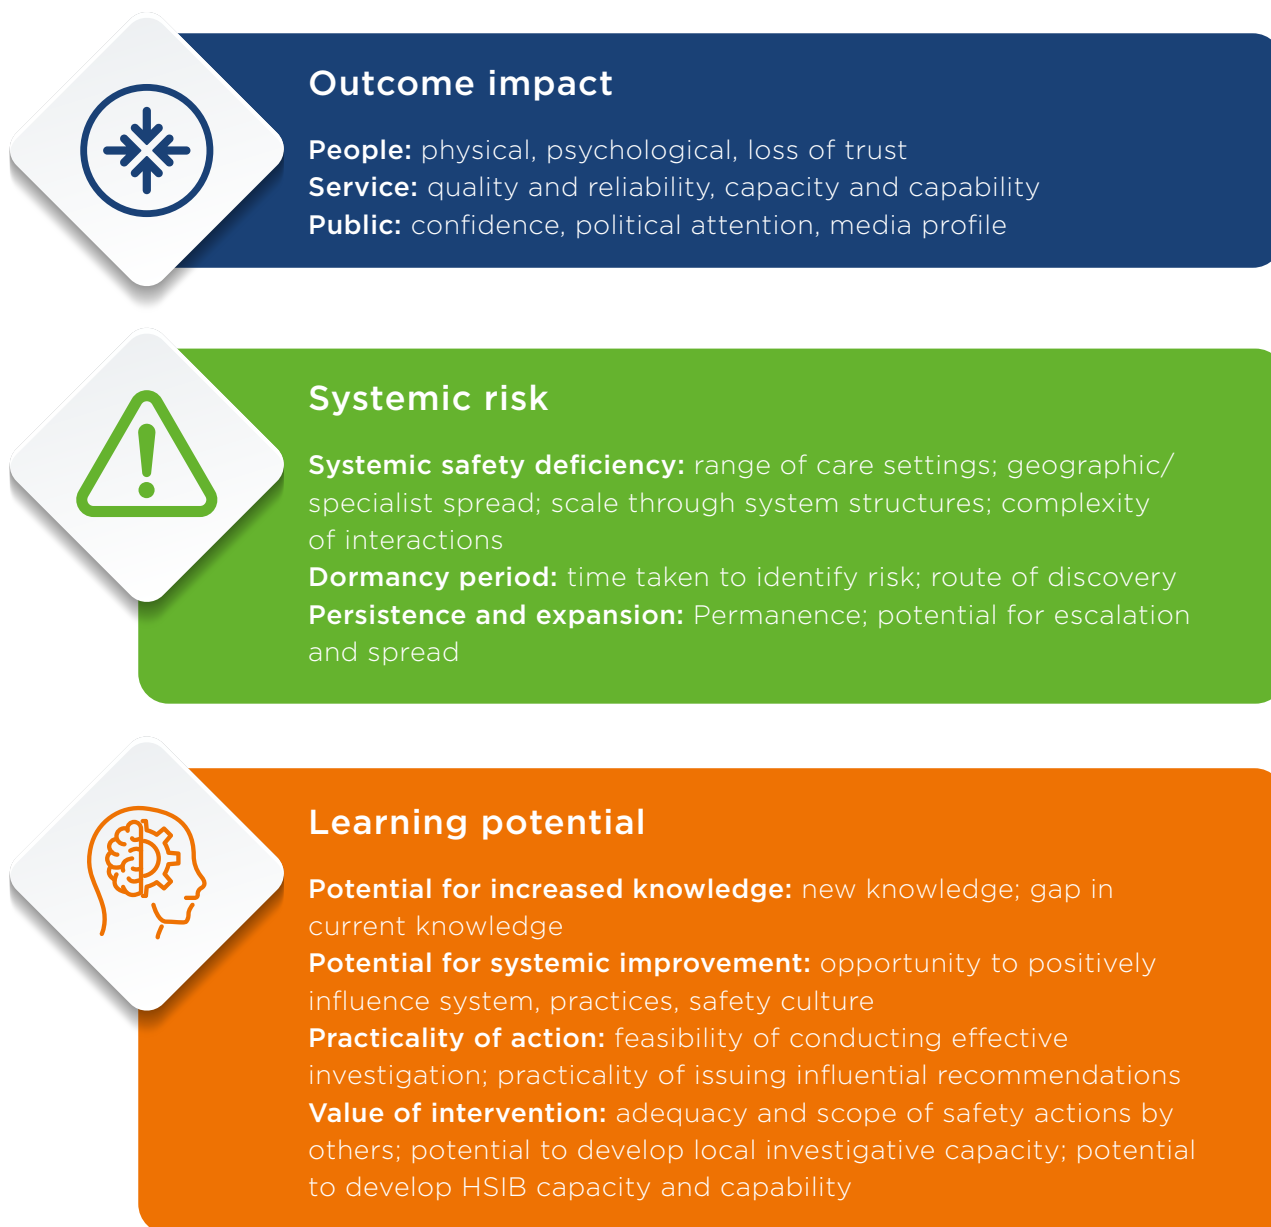 Outcome impact
People: physical, psychological, loss of trust
Service: quality and reliability, capacity and capability
Public: confidence, political attention, media profile
Systemic risk
Systemic safety deficiency: range of care settings; geographic/
specialist spread; scale through system structures; complexity
of interactions
Dormancy period: time taken to identify risk; route of discovery
Persistence and expansion: Permanence; potential for escalation
and spread
Learning potential
Potential for increased knowledge: new knowledge; gap in
current knowledge
Potential for systemic improvement: opportunity to positively
influence system, practices, safety culture
Practicality of action: feasibility of conducting effective
investigation; practicality of issuing influential recommendations
Value of intervention: adequacy and scope of safety actions by
others; potential to develop local investigative capacity; potential
to develop HSIB capacity and capability